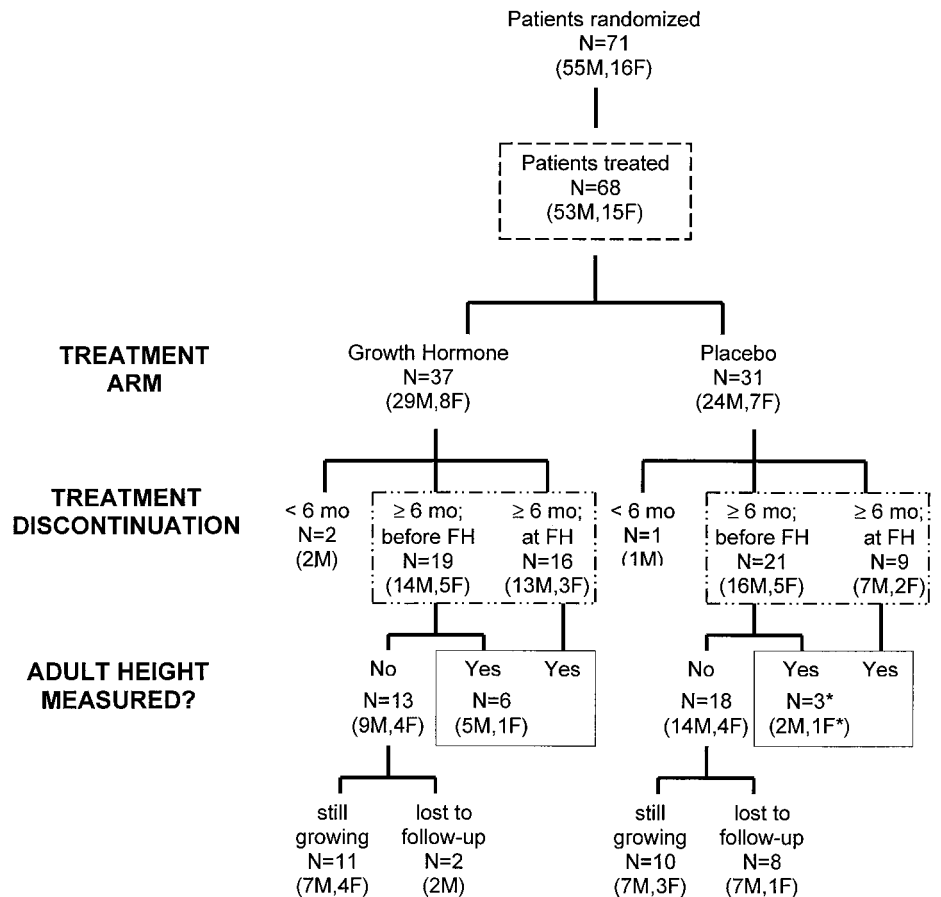 Patients randomized
N=71
(55M,16F)
Patients treated
N=68
(53M,15F)
TREATMENT
ARM
Growth Hormone
N=37
(29M,8F)
Placebo
N=31
(24M,7F)
TREATMENT
DISCONTINUATION
< 6 mo
N=2
(2M)
≥ 6 mo;
before FH
N=19
(14M,5F)
≥ 6 mo;
at FH
N=16
(13M,3F)
< 6 mo
N=1
(1M)
≥ 6 mo;
before FH
N=21
(16M,5F)
≥ 6 mo;
at FH
N=9
(7M,2F)
ADULT HEIGHT
MEASURED?
No
N=13
(9M,4F)
Yes
N=6
(5M,1F)
Yes
No
N=18
(14M,4F)
Yes
N=3*
(2M,1F*)
Yes
still
growing
N=11
(7M,4F)
lost to
follow-up
N=2
(2M)
still
growing
N=10
(7M,3F)
lost to
follow-up
N=8
(7M,1F)